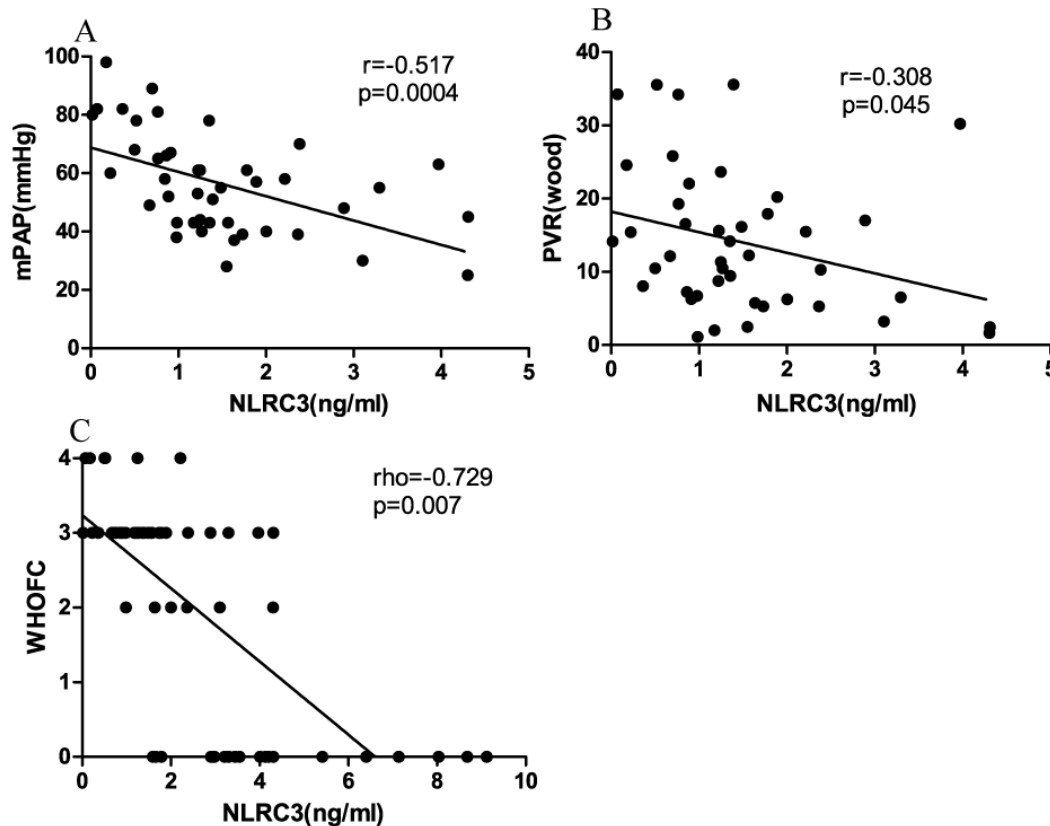 A
r=-0.517
p=0.0004
mPAP(mmHg)
100
80
60
40
20
0
0 1 2 3 4 5
NLRC3(ng/ml)
B
r=-0.308
p=0.045
PVR(wood)
40
30
20
10
0
0 1 2 3 4 5
NLRC3(ng/ml)
C
rho=-0.729
p=0.007
WHOFC
4
3
2
1
0
0 2 4 6 8 10
NLRC3(ng/ml)